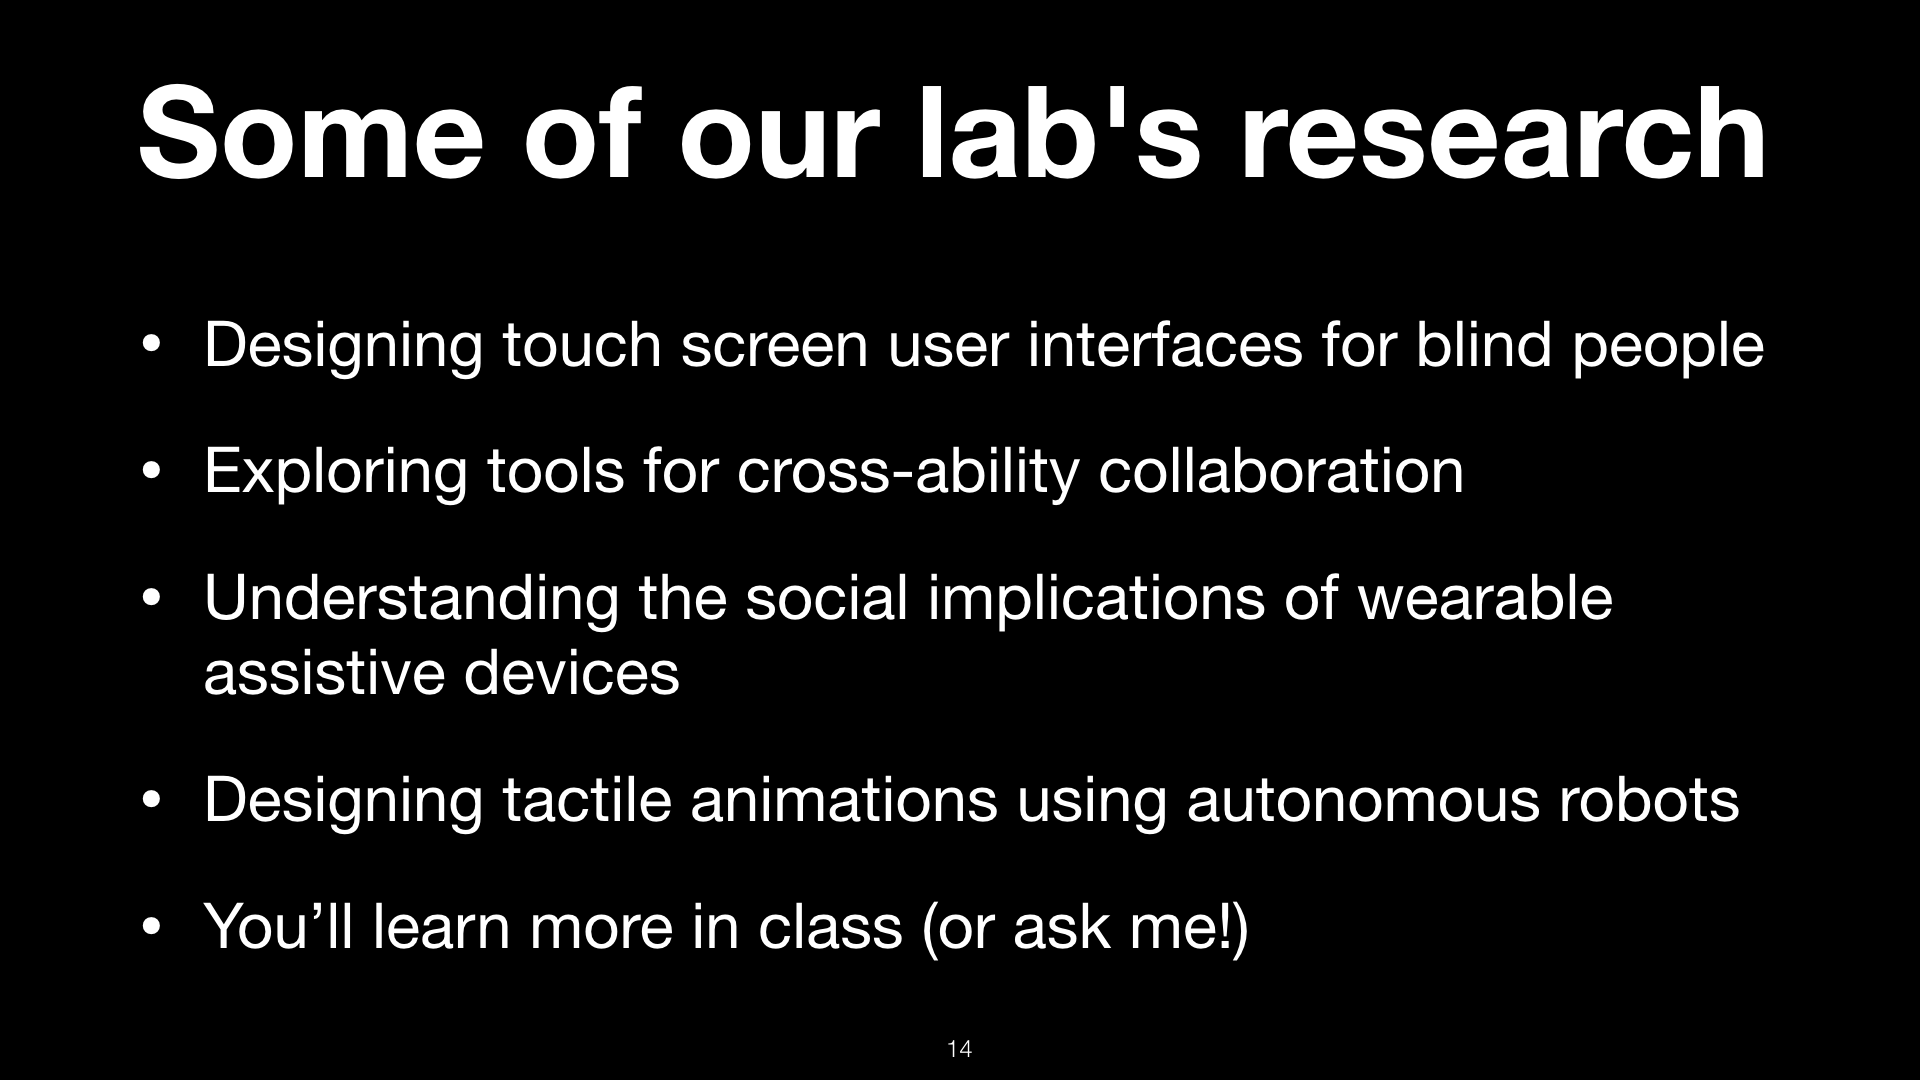 Some of our lab's research
• Designing touch screen user interfaces for blind people
• Exploring tools for cross-ability collaboration
• Understanding the social implications of wearable
assistive devices
• Designing tactile animations using autonomous robots
• You’ll learn more in class (or ask me!)
14